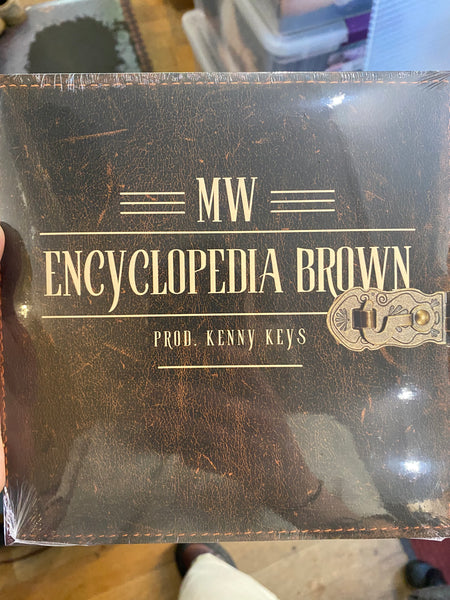 MW
ENCYCLOPEDIA BROWN
PROD. KENNY KEYS